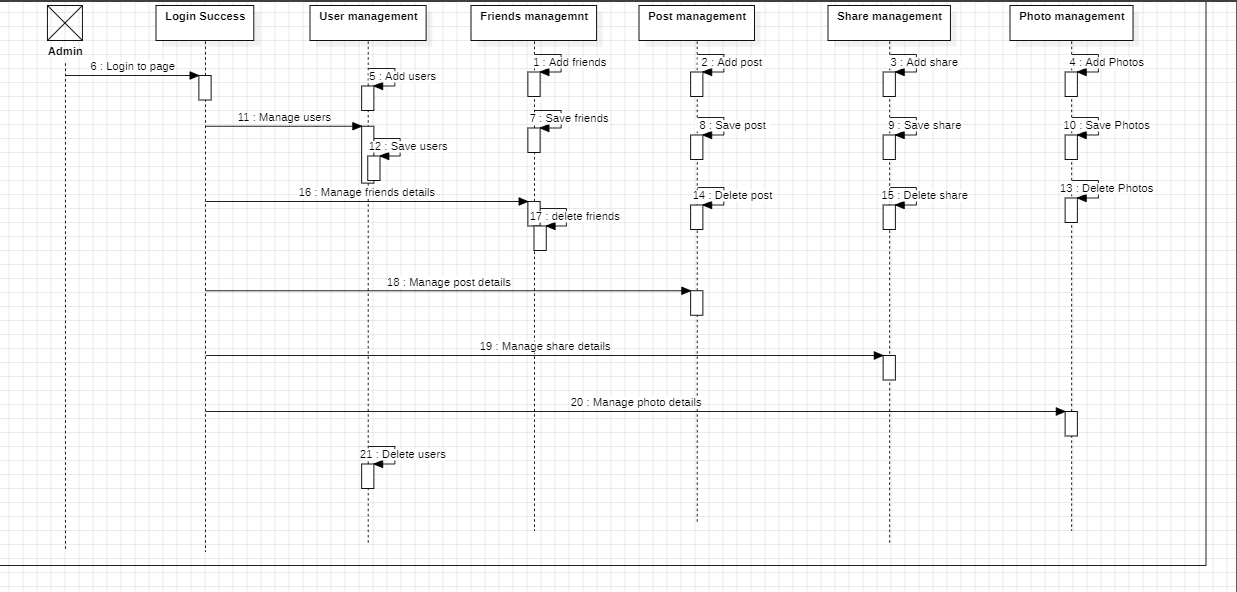 Admin
Login Success
User management
Friends managemnt
Post management
Share management
Photo management
6 : Login to page
5 : Add users
1 : Add friends
2 : Add post
3 : Add share
4 : Add Photos
11 : Manage users
7 : Save friends
8 : Save post
9 : Save share
10 : Save Photos
12 : Save users
16 : Manage friends details
14 : Delete post
15 : Delete share
13 : Delete Photos
17 : delete friends
18 : Manage post details
19 : Manage share details
20 : Manage photo details
21 : Delete users